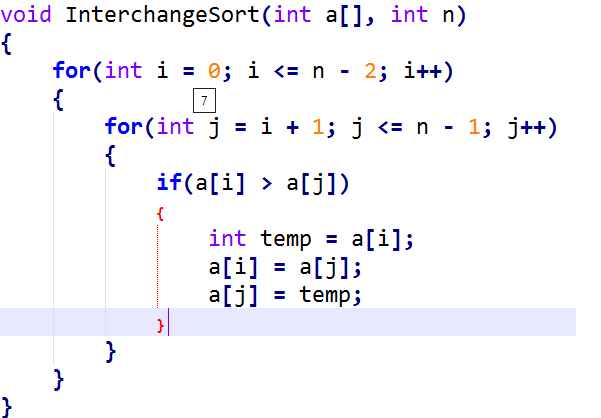 void InterchangeSort(int a[], int n)
{
    for(int i = 0; i <= n - 2; i++)
    {
7
        for(int j = i + 1; j <= n - 1; j++)
        {
            if(a[i] > a[j])
            {
                int temp = a[i];
                a[i] = a[j];
                a[j] = temp;
            }
        }
    }
}